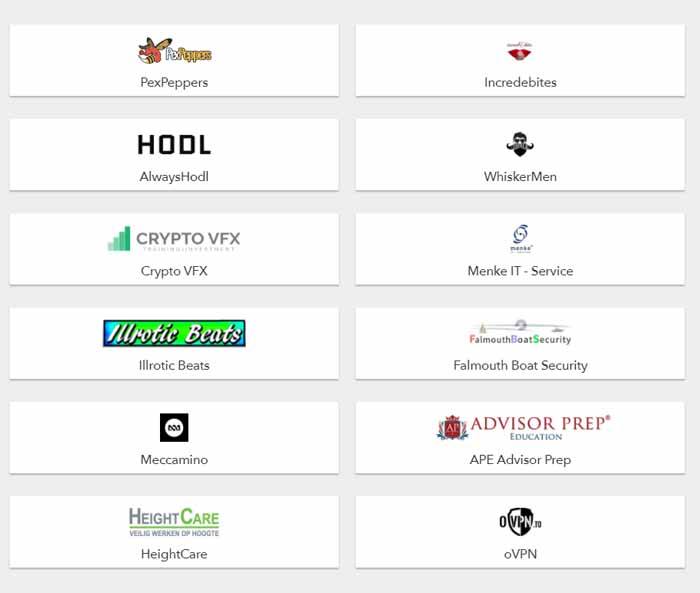 PexPeppers
PexPeppers
Incredebites
HODL
AlwaysHodl
WhiskerMen
CRYPTO VFX
TRAINING|INVESTMENT
Crypto VFX
menke
Menke IT - Service
Illrotic Beats
Illrotic Beats
FalmouthBoatSecurity
Falmouth Boat Security
Meccamino
AP
ADVISOR PREP®
EDUCATION
APE Advisor Prep
HEIGHTCARE
VEILIG WERKEN OP HOOGTE
HeightCare
oVPN.TO
oVPN